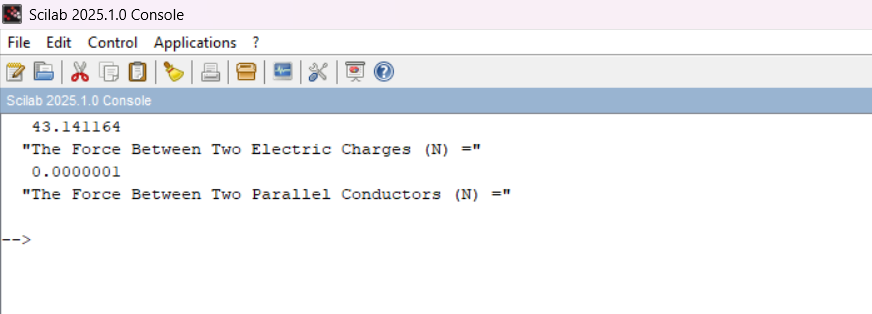 Scilab 2025.1.0 Console
File Edit Control Applications ?
Scilab 2025.1.0 Console
43.141164
"The Force Between Two Electric Charges (N) ="
0.0000001
"The Force Between Two Parallel Conductors (N) ="
-->